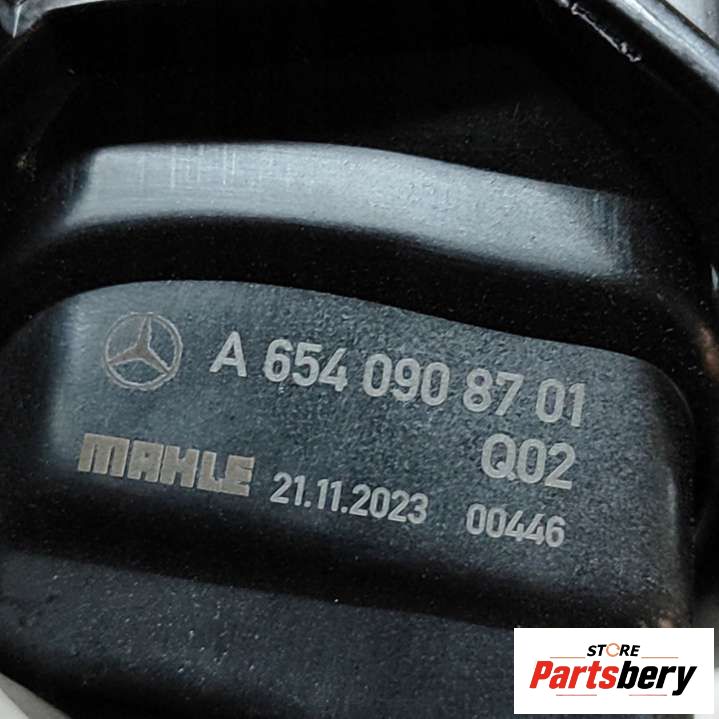 A 654 090 87 01
Q02
MAHLE 21.11.2023 00446
STORE
Partsbery